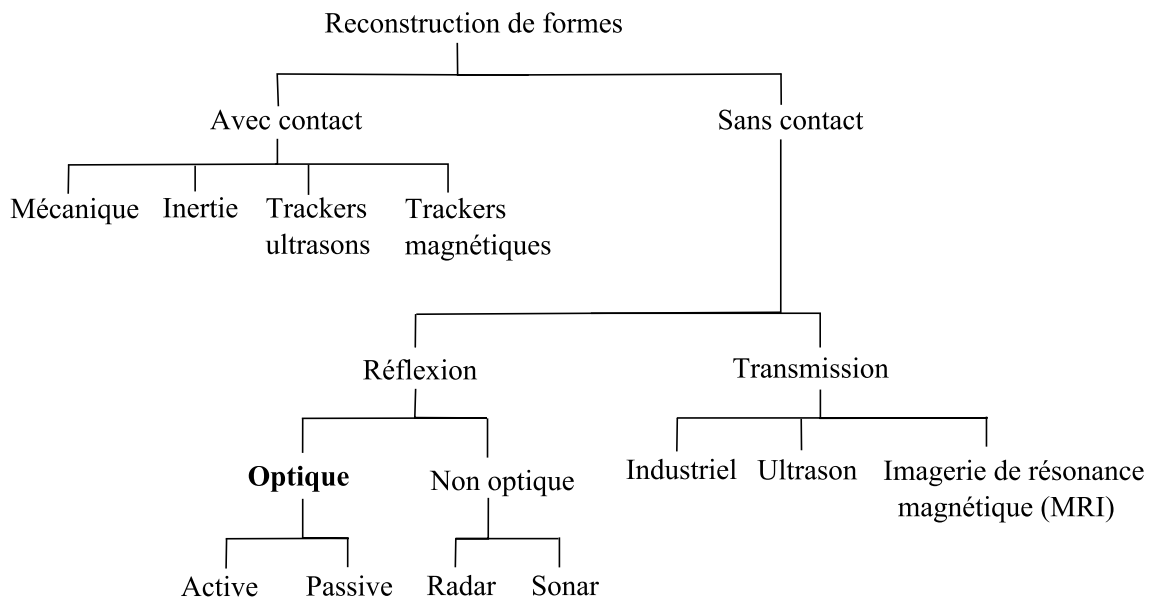 Reconstruction de formes
Avec contact
Sans contact
Mécanique
Inertie
Trackers
ultrasons
Trackers
magnétiques
Réflexion
Transmission
Optique
Non optique
Industriel
Ultrason
Imagerie de résonance
magnétique (MRI)
Active
Passive
Radar
Sonar